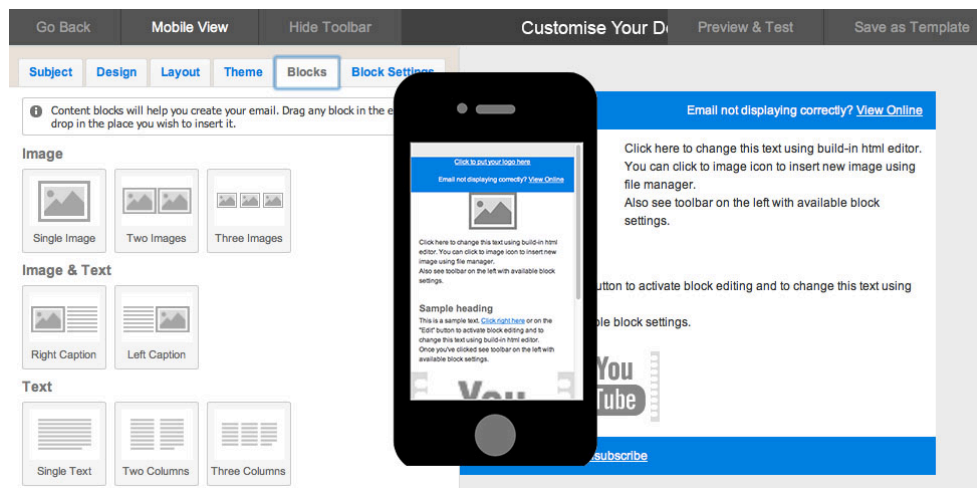 Go Back
Mobile View
Hide Toolbar
Customise Your De
Preview & Test
Save as Template
Subject
Design
Layout
Theme
Blocks
Block Settings
Content blocks will help you create your email. Drag any block in the e
drop in the place you wish to insert it.
Image
Single Image
Two Images
Three Images
Image & Text
Right Caption
Left Caption
Text
Single Text
Two Columns
Three Columns
Click to put your logo here
Email not displaying correctly? View Online
Click here to change this text using build-in html
editor. You can click to image icon to insert new
image using file manager.
Also see toolbar on the left with available block
settings.
Sample heading
This is a sample text. Click right here or on the
"Edit" button to activate block editing and to
change this text using build-in html editor.
Once you've clicked see toolbar on the left with
available block settings.
You
Email not displaying correctly? View Online
Click here to change this text using build-in html editor.
You can click to image icon to insert new image using
file manager.
Also see toolbar on the left with available block
settings.
utton to activate block editing and to change this text using
ble block settings.
You
Tube
subscribe